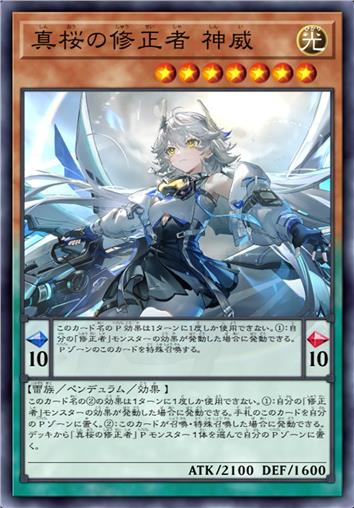 真桜の修正者 神威
光
このカード名のP効果は1ターンに1度しか使用できない。①:自
分の「修正者」モンスターの効果が発動した場合に発動できる。
Pゾーンのこのカードを特殊召喚する。
10
10
【雷族/ペンデュラム/効果】
このカード名の②の効果は1ターンに1度しか使用できない。①:自分の「修正
者」モンスターの効果が発動した場合に発動できる。手札のこのカードを自分
のPゾーンに置く。②:このカードが召喚・特殊召喚した場合に発動できる。
デッキから「真桜の修正者」Pモンスター1体を選んで自分のPゾーンに置
く。
ATK/2100 DEF/1600